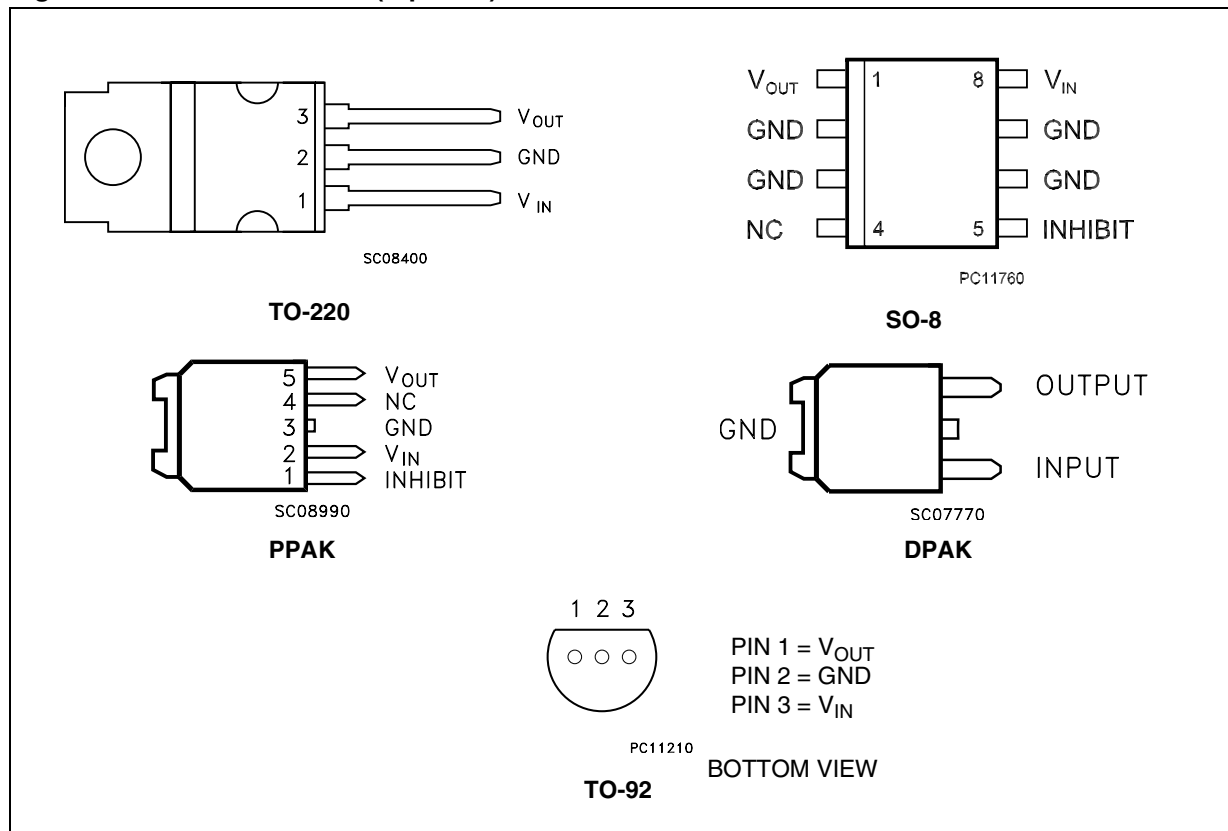 3 V_OUT
2 GND
1 V_IN
SC08400
TO-220
V_OUT 1 8 V_IN
GND GND
GND GND
NC 4 5 INHIBIT
PC11760
SO-8
5 V_OUT
4 NC
3 GND
2 V_IN
1 INHIBIT
SC08990
PPAK
OUTPUT
GND
INPUT
SC07770
DPAK
1 2 3
PIN 1 = V_OUT
PIN 2 = GND
PIN 3 = V_IN
PC11210
BOTTOM VIEW
TO-92